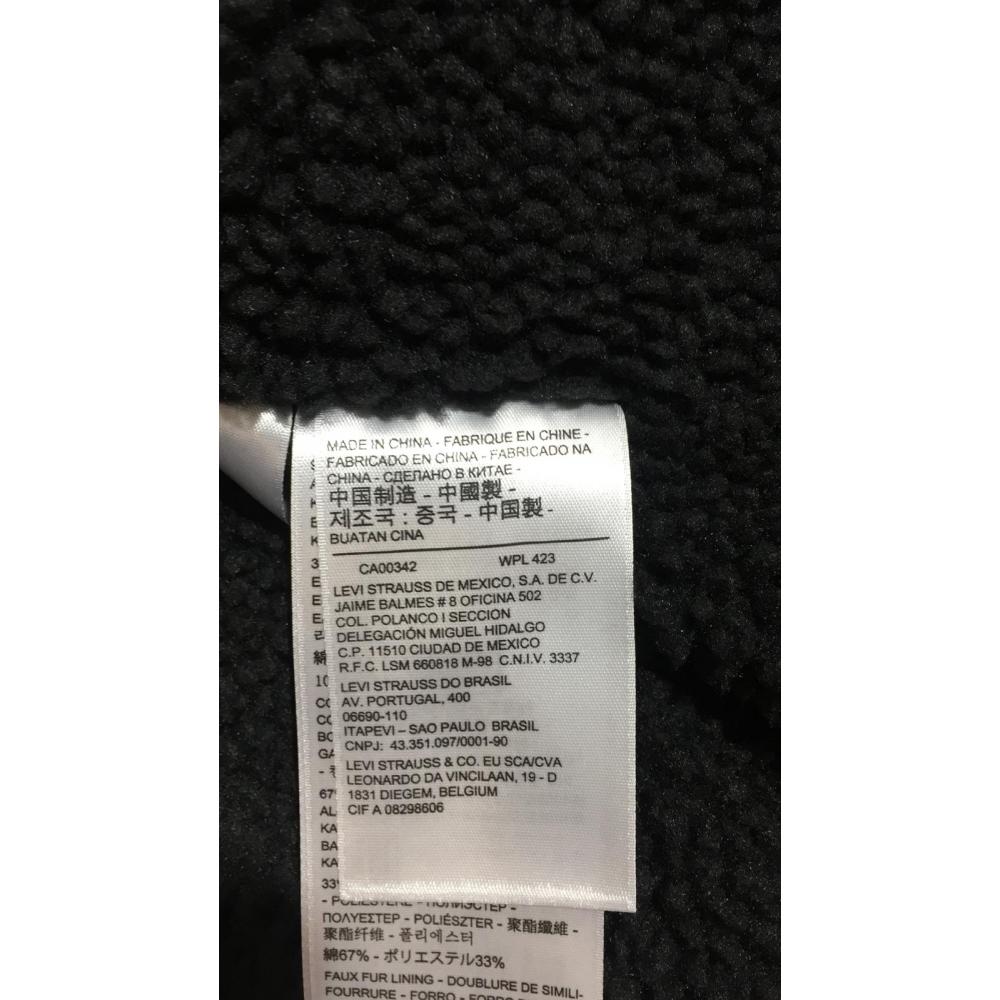 MADE IN CHINA - FABRIQUE EN CHINE -
FABRICADO EN CHINA - FABRICADO NA
CHINA - СДЕЛАНО В КИТАЕ -
中国制造 - 中國製 -
제조국 : 중국 - 中国製 -
BUATAN CINA
CA00342 WPL 423
LEVI STRAUSS DE MEXICO, S.A. DE C.V.
JAIME BALMES # 8 OFICINA 502
COL. POLANCO I SECCION
DELEGACIÓN MIGUEL HIDALGO
C.P. 11510 CIUDAD DE MEXICO
R.F.C. LSM 660818 M-98 C.N.I.V. 3337
LEVI STRAUSS DO BRASIL
AV. PORTUGAL, 400
06690-110
ITAPEVI – SAO PAULO BRASIL
CNPJ: 43.351.097/0001-90
LEVI STRAUSS & CO. EU SCA/CVA
LEONARDO DA VINCILAAN, 19 - D
1831 DIEGEM, BELGIUM
CIF A 08298606
- POLIESTERE - ПОЛИЭСТЕР -
ΠΟΛΥΕΣΤΕΡ - POLIÉSZTER - 聚酯纖維 -
聚酯纤维 - 폴리에스터
綿67% - ポリエステル33%
FAUX FUR LINING - DOUBLURE DE SIMILI-
FOURRURE - FORRO - FORRO